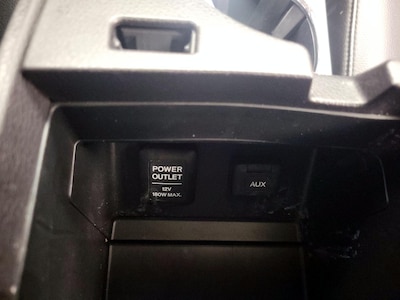 POWER
OUTLET
12V
180W MAX.
AUX